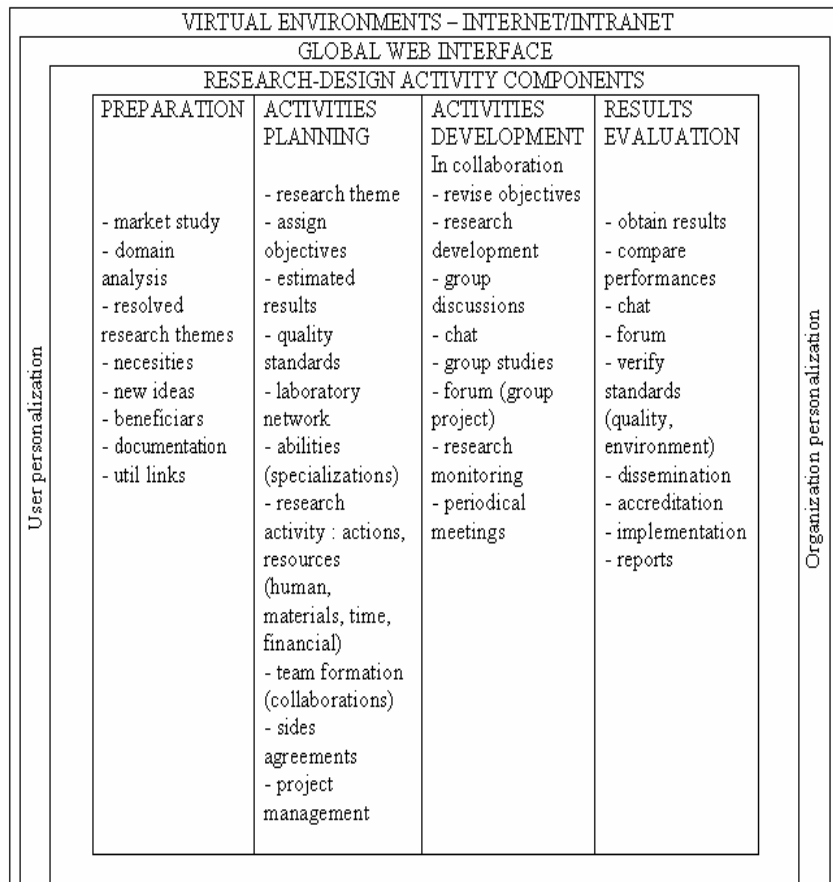 VIRTUAL ENVIRONMENTS – INTERNET/INTRANET
GLOBAL WEB INTERFACE
RESEARCH-DESIGN ACTIVITY COMPONENTS
User personalization
PREPARATION
- market study
- domain
analysis
- resolved
research themes
- necesities
- new ideas
- beneficiars
- documentation
- util links
ACTIVITIES
PLANNING
- research theme
- assign
objectives
- estimated
results
- quality
standards
- laboratory
network
- abilities
(specializations)
- research
activity : actions,
resources
(human,
materials, time,
financial)
- team formation
(collaborations)
- sides
agreements
- project
management
ACTIVITIES
DEVELOPMENT
In collaboration
- revise objectives
- research
development
- group
discussions
- chat
- group studies
- forum (group
project)
- research
monitoring
- periodical
meetings
RESULTS
EVALUATION
- obtain results
- compare
performances
- chat
- forum
- verify
standards
(quality,
environment)
- dissemination
- accreditation
- implementation
- reports
Organization personalization